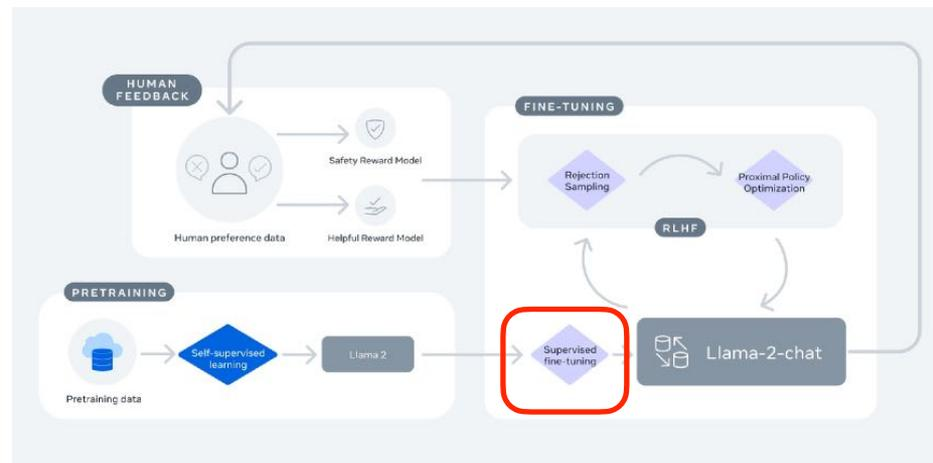 HUMAN
FEEDBACK
Safety Reward Model
Human preference data
Helpful Reward Model
FINE-TUNING
Rejection
Sampling
Proximal Policy
Optimization
RLHF
PRETRAINING
Pretraining data
Self-supervised
learning
Llama 2
Supervised
fine-tuning
Llama-2-chat